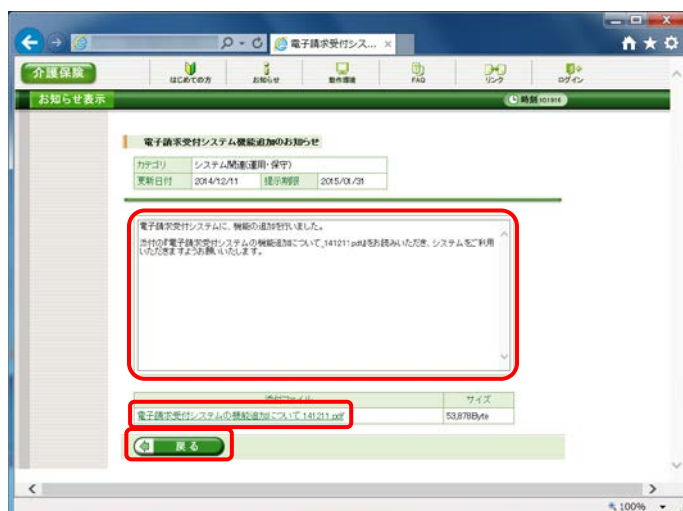 電子請求受付シス... ×
介護保険
はじめての方 お知らせ 動作環境 FAQ リンク ログイン
お知らせ表示
時刻 101916
電子請求受付システム機能追加のお知らせ
カテゴリ システム関連(運用・保守)
更新日付 2014/12/11 提示期限 2015/01/31
電子請求受付システムに、機能の追加を行いました。
添付の『電子請求受付システムの機能追加について_141211.pdf』をお読みいただき、システムをご利用
いただきますようお願いいたします。
添付ファイル サイズ
電子請求受付システムの機能追加について_141211.pdf 53,878Byte
戻る
100%